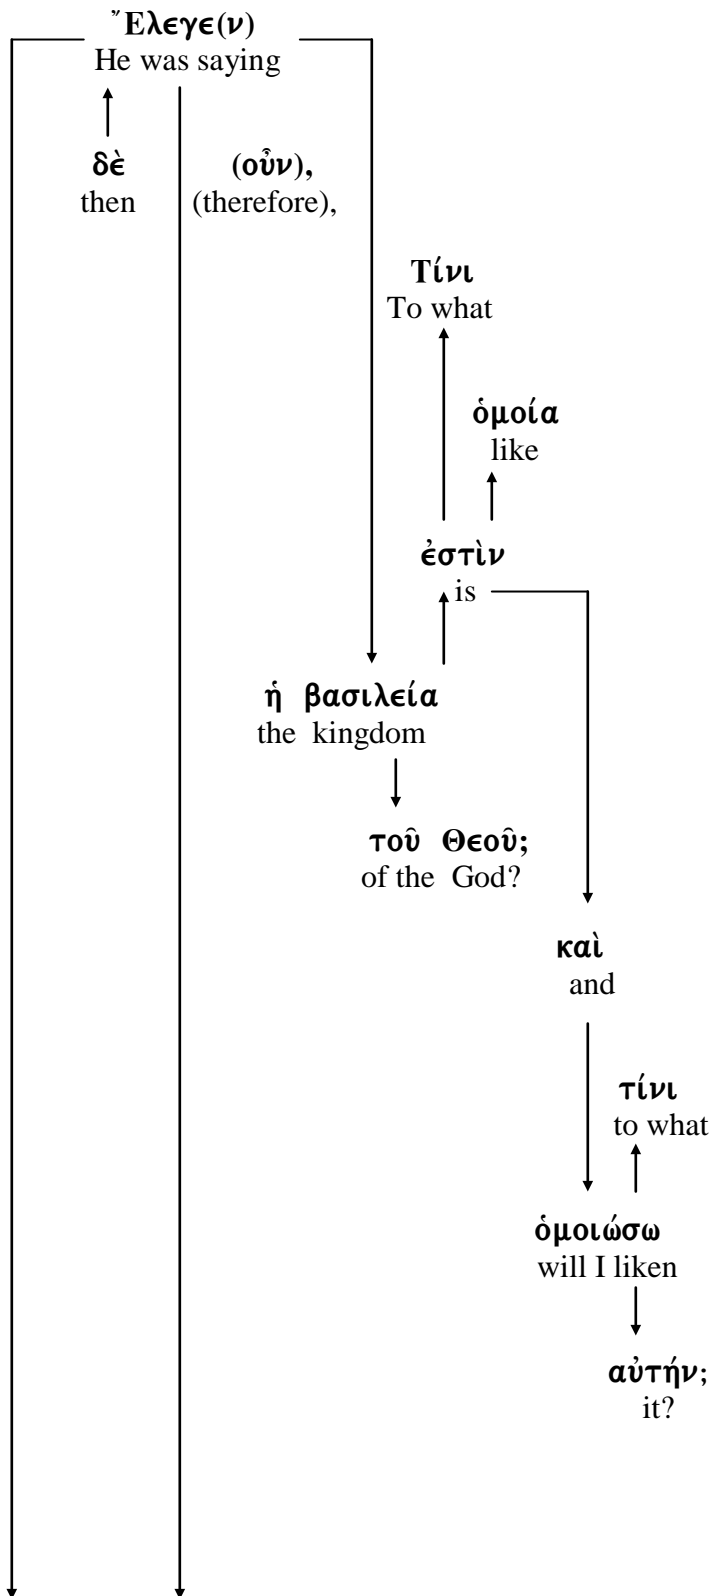 Ἔλεγε(ν)
He was saying
δὲ (οὖν),
then (therefore),
Τίνι
To what
ὁμοία
like
ἐστὶν
is
ἡ βασιλεία
the kingdom
τοῦ Θεοῦ;
of the God?
καὶ
and
τίνι
to what
ὁμοιώσω
will I liken
αὐτήν;
it?